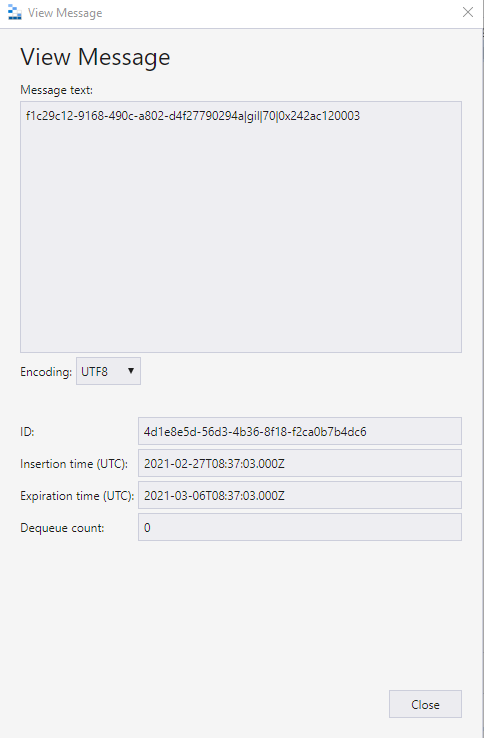 View Message
View Message
Message text:
f1c29c12-9168-490c-a802-d4f27790294a|gil|70|0x242ac120003
Encoding: UTF8
ID: 4d1e8e5d-56d3-4b36-8f18-f2ca0b7b4dc6
Insertion time (UTC): 2021-02-27T08:37:03.000Z
Expiration time (UTC): 2021-03-06T08:37:03.000Z
Dequeue count: 0
Close